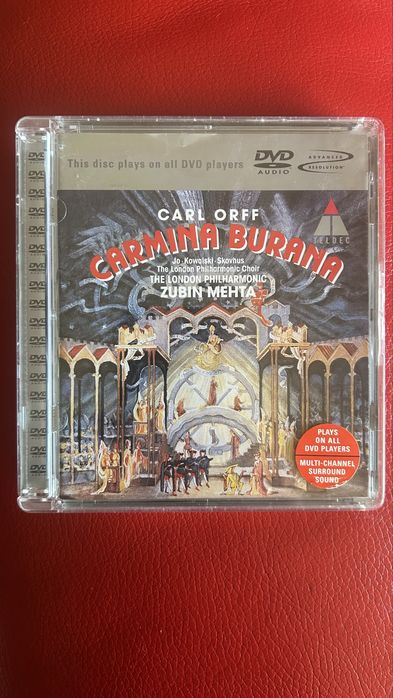 This disc plays on all DVD players
DVD
AUDIO
ADVANCED
RESOLUTION
CARL ORFF
CARMINA BURANA
TELDEC
Jo · Kowalski · Skovhus
The London Philharmonic Choir
THE LONDON PHILHARMONIC
ZUBIN MEHTA
PLAYS
ON ALL
DVD PLAYERS
MULTI-CHANNEL
SURROUND
SOUND